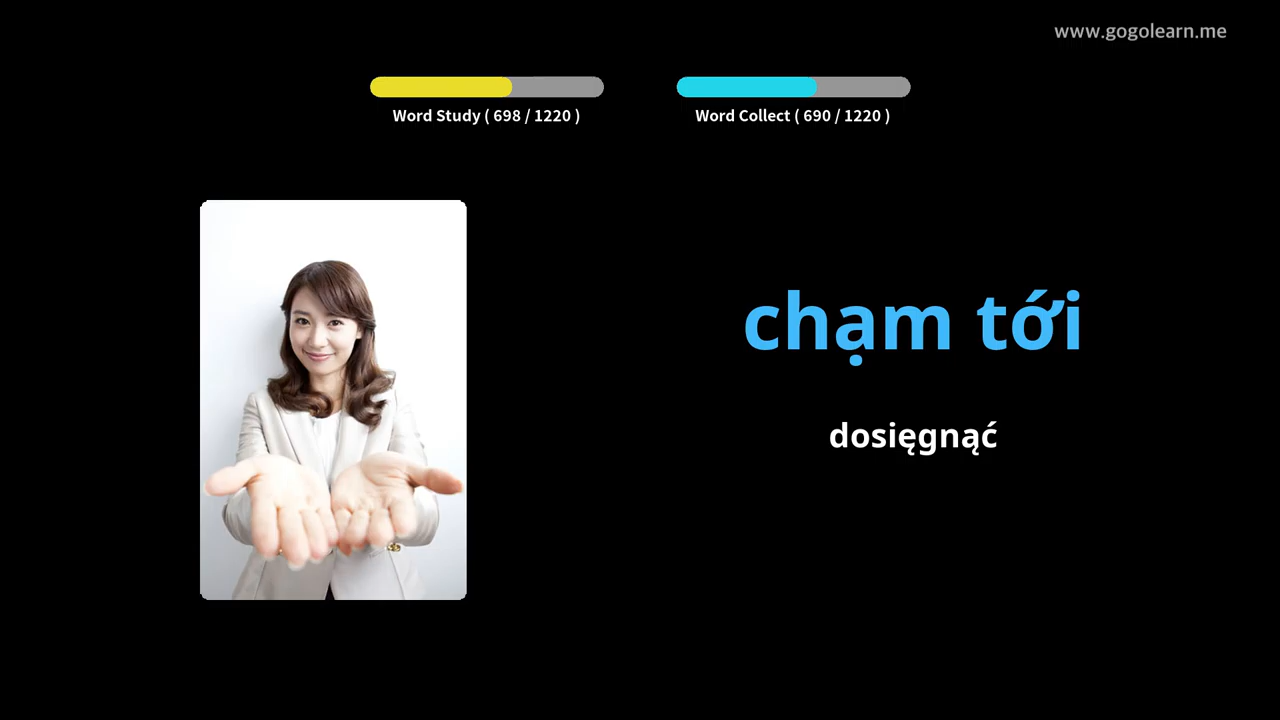 www.gogolearn.me
Word Study ( 698 / 1220 )
Word Collect ( 690 / 1220 )
chạm tới
dosięgnąć